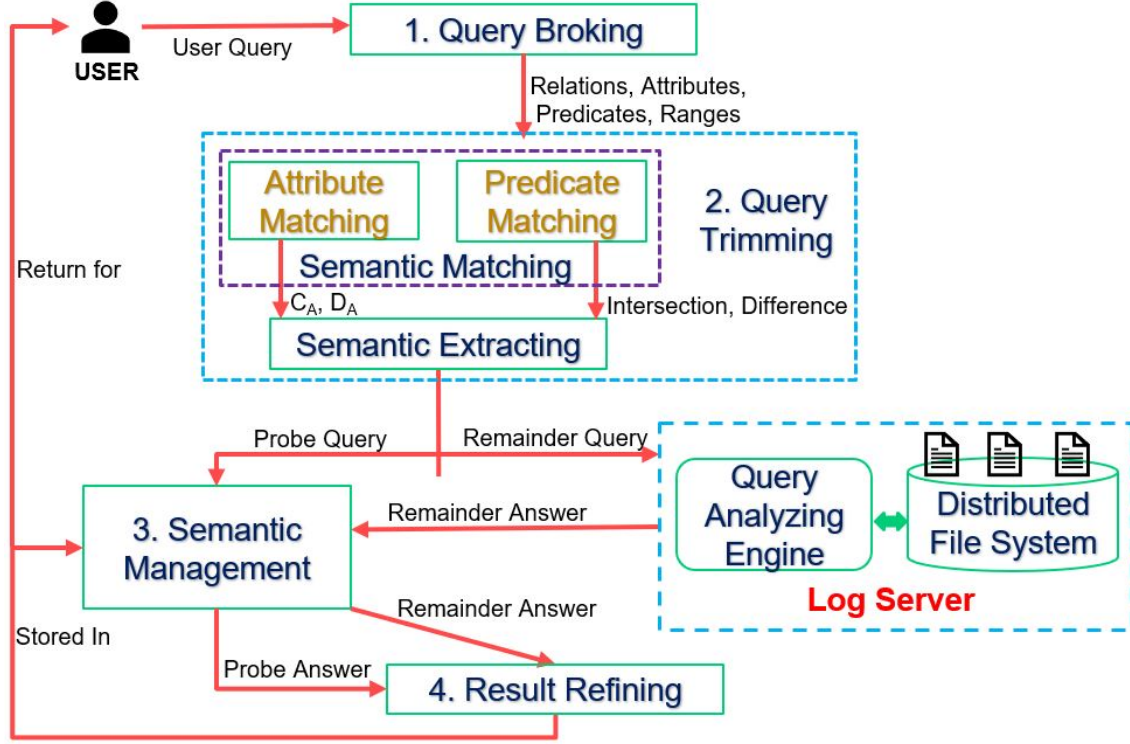 USER
User Query
1. Query Broking
Relations, Attributes,
Predicates, Ranges
Attribute
Matching
Predicate
Matching
Semantic Matching
2. Query
Trimming
Return for
C_A, D_A
Intersection, Difference
Semantic Extracting
Probe Query
Remainder Query
Query
Analyzing
Engine
Distributed
File System
Log Server
Remainder Answer
3. Semantic
Management
Remainder Answer
Stored In
Probe Answer
4. Result Refining